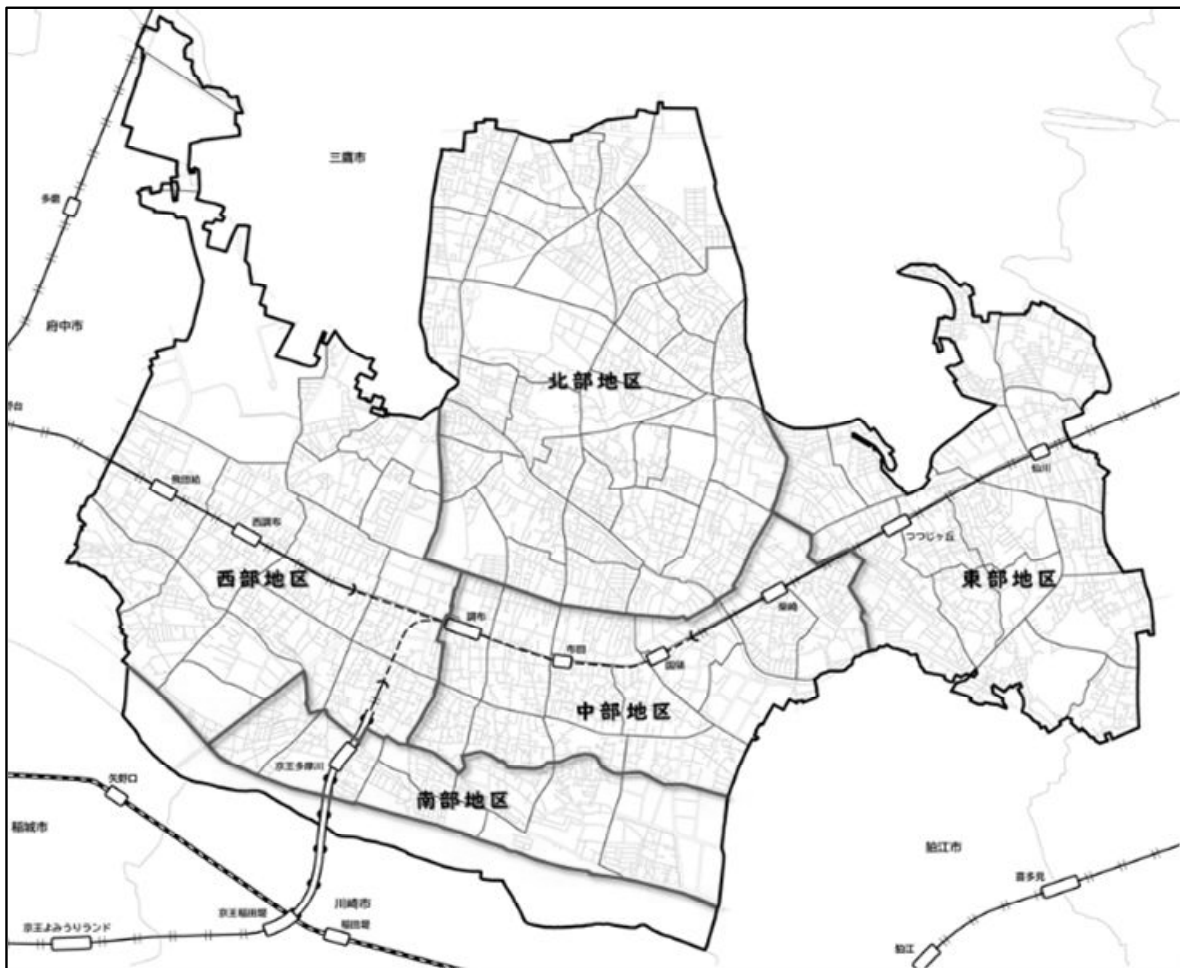 三鷹市
多磨
府中市
北部地区
野台
飛田給
西調布
仙川
つつじヶ丘
西部地区
東部地区
柴崎
調布
布田
国領
中部地区
京王多摩川
矢野口
南部地区
稲城市
狛江市
喜多見
川崎市
京王稲田堤
稲田堤
京王よみうりランド
狛江